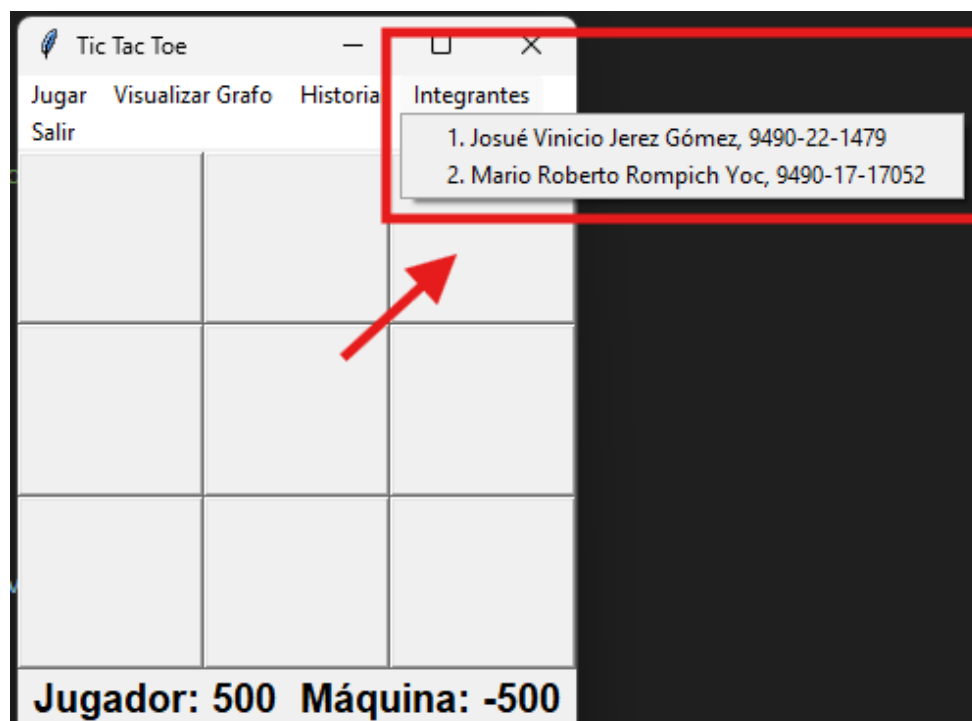 Tic Tac Toe
Jugar Visualizar Grafo Historia Integrantes
Salir
1. Josué Vinicio Jerez Gómez, 9490-22-1479
2. Mario Roberto Rompich Yoc, 9490-17-17052
Jugador: 500 Máquina: -500